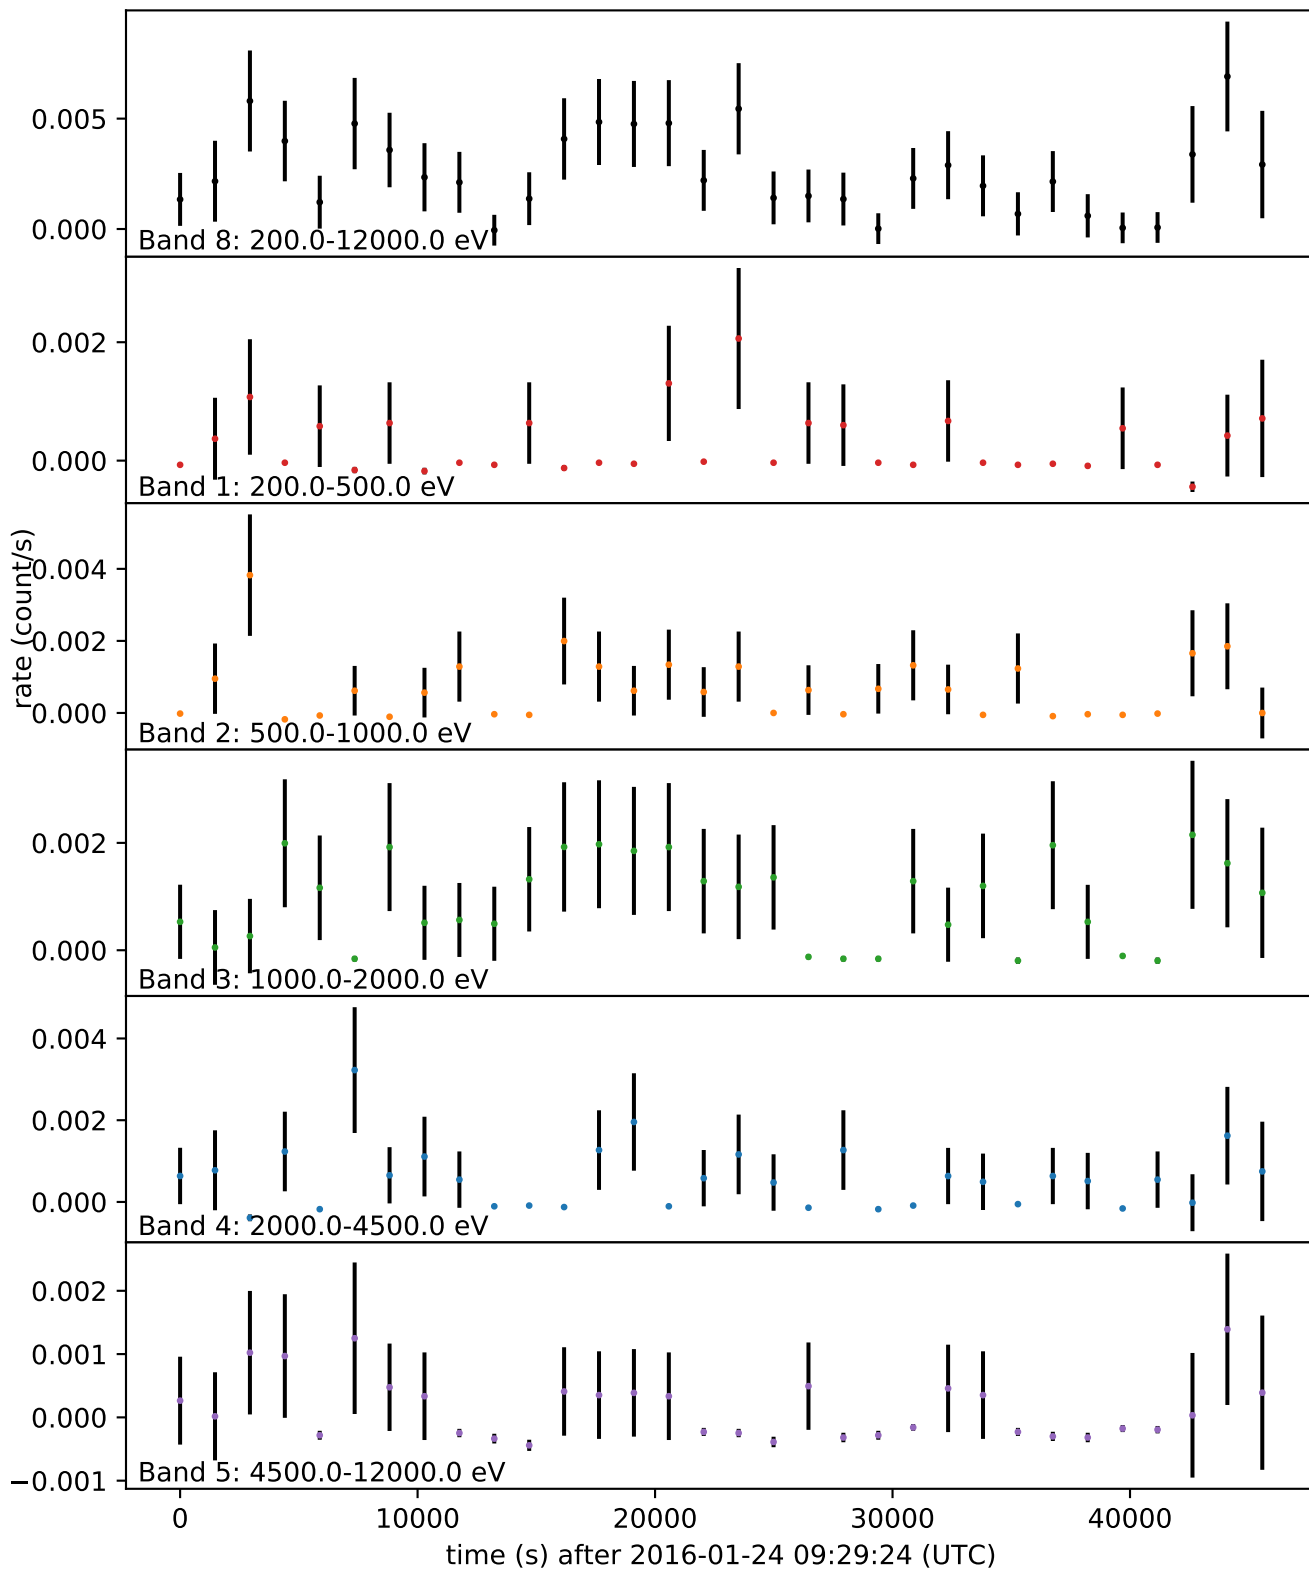 0.005
0.000
Band 8: 200.0-12000.0 eV
0.002
0.000
Band 1: 200.0-500.0 eV
rate (count/s)
0.004
0.002
0.000
Band 2: 500.0-1000.0 eV
0.002
0.000
Band 3: 1000.0-2000.0 eV
0.004
0.002
0.000
Band 4: 2000.0-4500.0 eV
0.002
0.001
0.000
−0.001
Band 5: 4500.0-12000.0 eV
0 10000 20000 30000 40000
time (s) after 2016-01-24 09:29:24 (UTC)